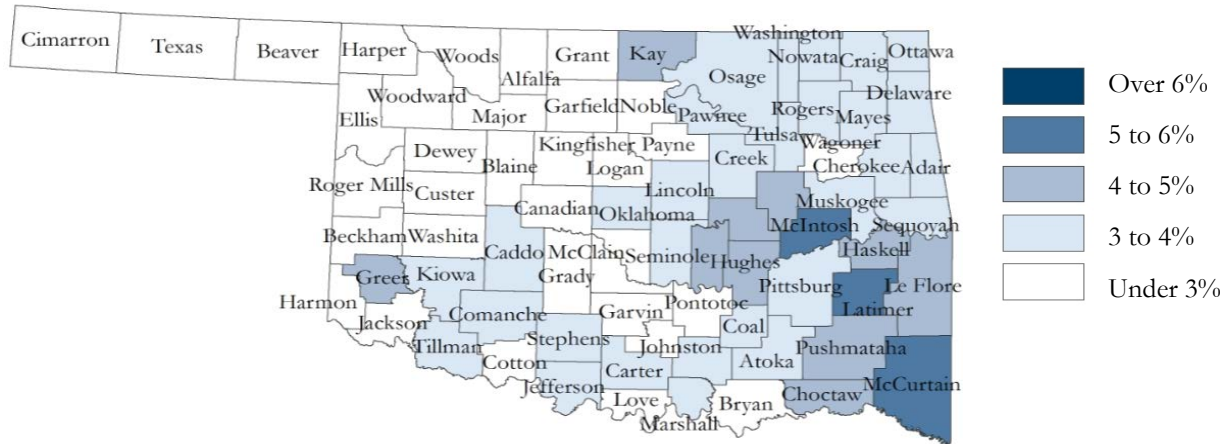 Cimarron
Texas
Beaver
Harper
Woods
Alfalfa
Grant
Kay
Washington
Nowata
Craig
Ottawa
Osage
Woodward
Ellis
Major
Garfield
Noble
Pawnee
Rogers
Mayes
Delaware
Tulsa
Wagoner
Cherokee
Adair
Dewey
Blaine
Kingfisher
Payne
Logan
Creek
Roger Mills
Custer
Canadian
Oklahoma
Lincoln
Muskogee
McIntosh
Sequoyah
Beckham
Washita
Caddo
McClain
Grady
Seminole
Hughes
Haskell
Greer
Kiowa
Pittsburg
Le Flore
Latimer
Harmon
Jackson
Comanche
Garvin
Pontotoc
Coal
Tillman
Cotton
Stephens
Johnston
Atoka
Pushmataha
Jefferson
Carter
Love
Marshall
Bryan
Choctaw
McCurtain
Over 6%
5 to 6%
4 to 5%
3 to 4%
Under 3%